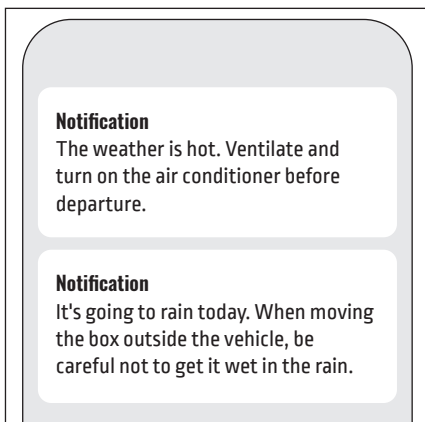 Notification
The weather is hot. Ventilate and
turn on the air conditioner before
departure.
Notification
It's going to rain today. When moving
the box outside the vehicle, be
careful not to get it wet in the rain.